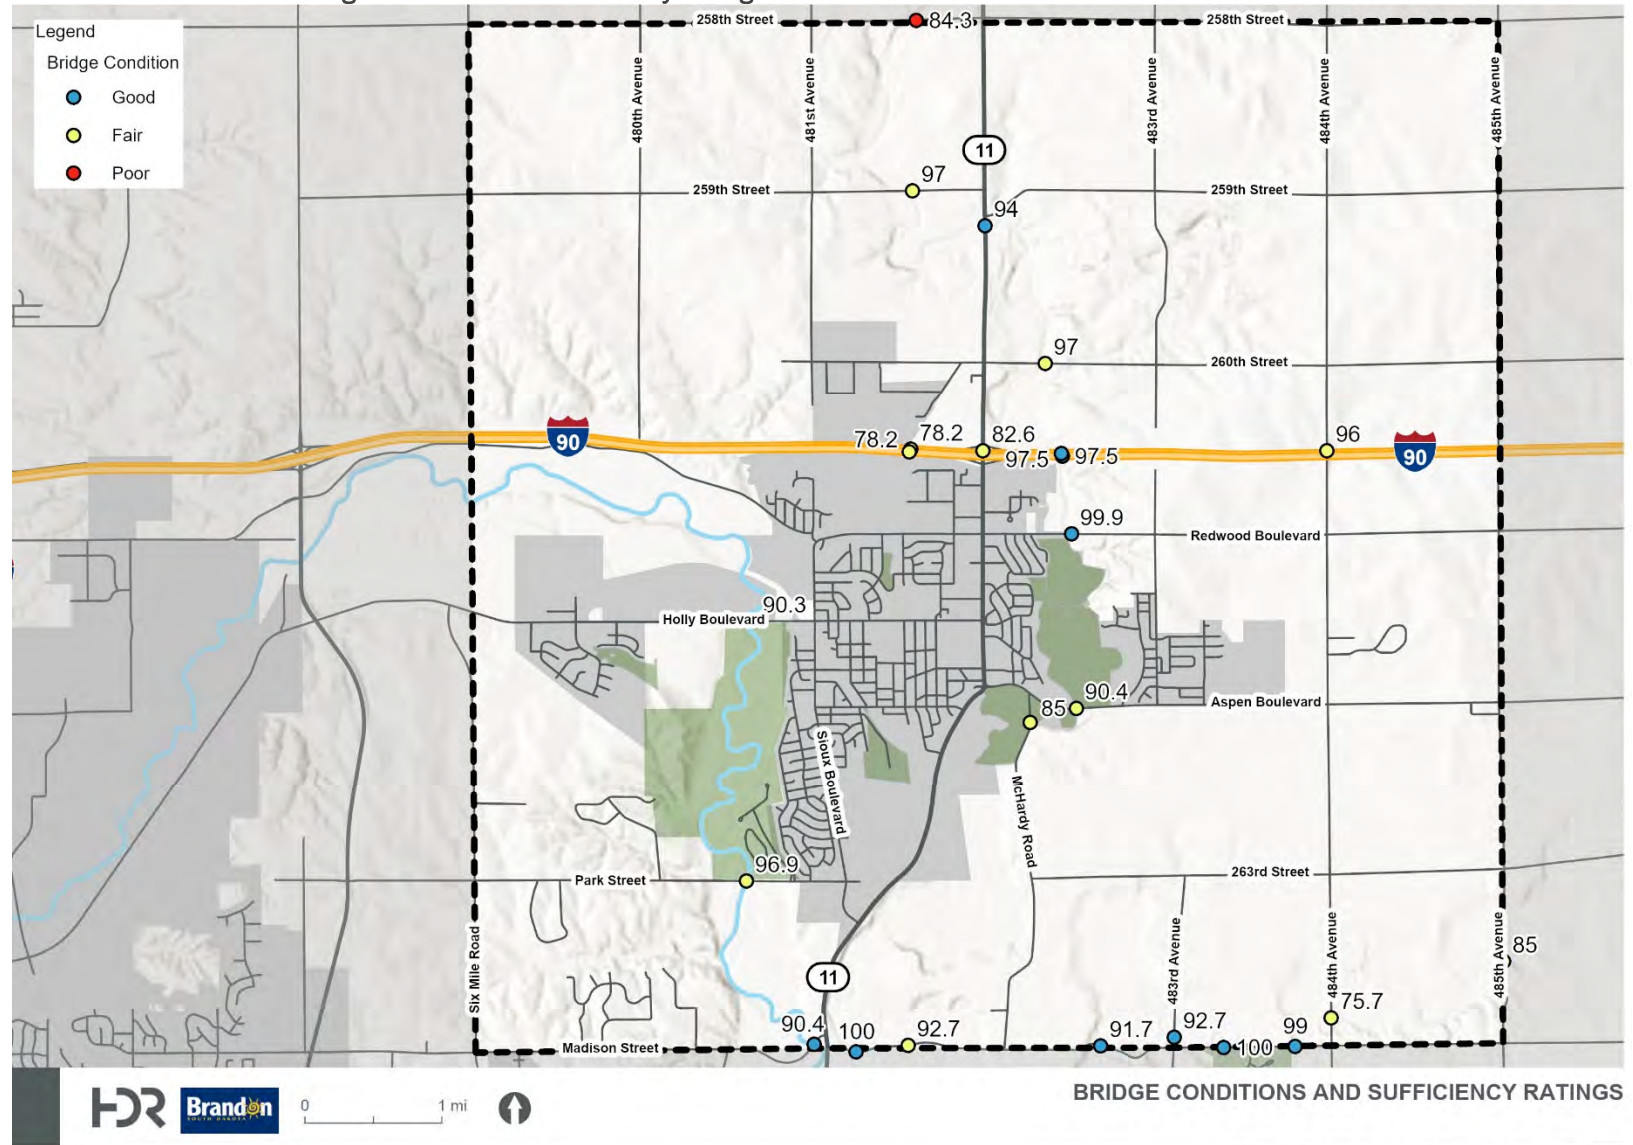 Legend
Bridge Condition
Good
Fair
Poor
258th Street
84.3
258th Street
480th Avenue
481st Avenue
483rd Avenue
484th Avenue
485th Avenue
11
97
259th Street
259th Street
94
97
260th Street
90
78.2
78.2
82.6
97.5
97.5
96
90
99.9
Redwood Boulevard
90.3
Holly Boulevard
90.4
85
Aspen Boulevard
Sioux Boulevard
McHardy Road
96.9
Park Street
263rd Street
Six Mile Road
11
483rd Avenue
484th Avenue
485th Avenue
85
75.7
90.4
100
92.7
91.7
92.7
100
99
Madison Street
HDR
Brandon
SOUTH DAKOTA
0
1 mi
BRIDGE CONDITIONS AND SUFFICIENCY RATINGS